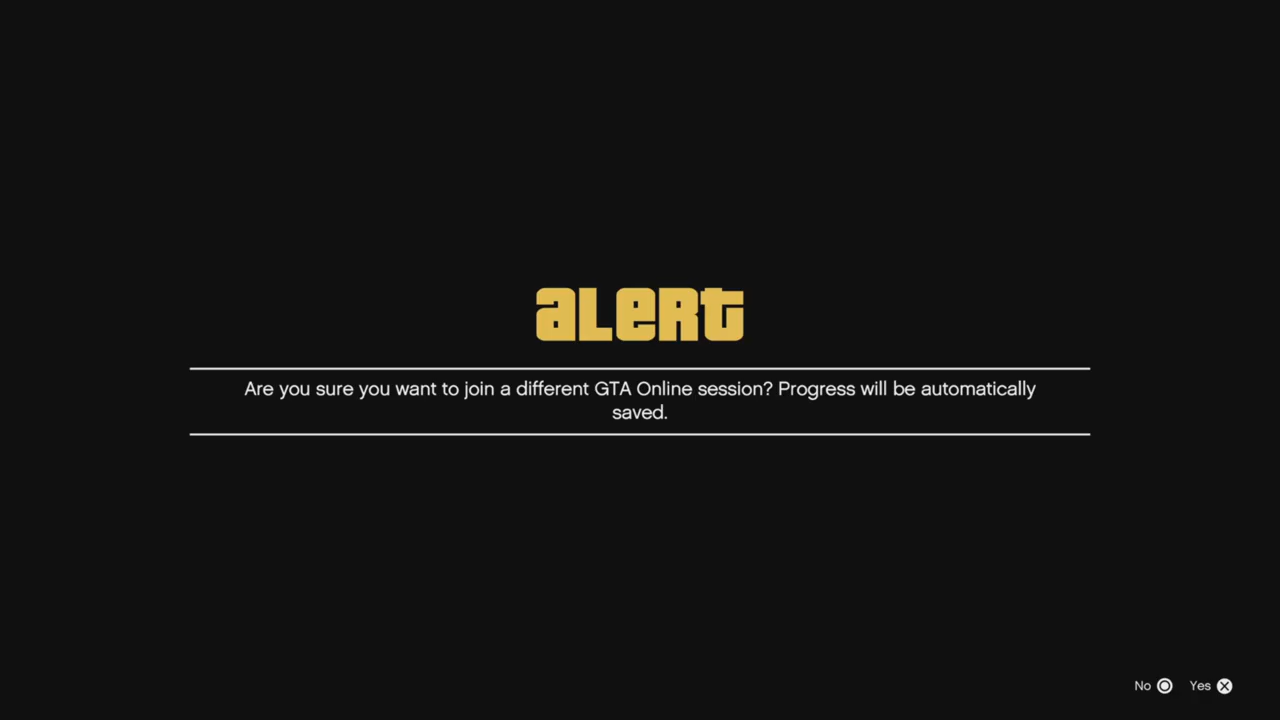 aLeRt
Are you sure you want to join a different GTA Online session? Progress will be automatically
saved.
No Yes